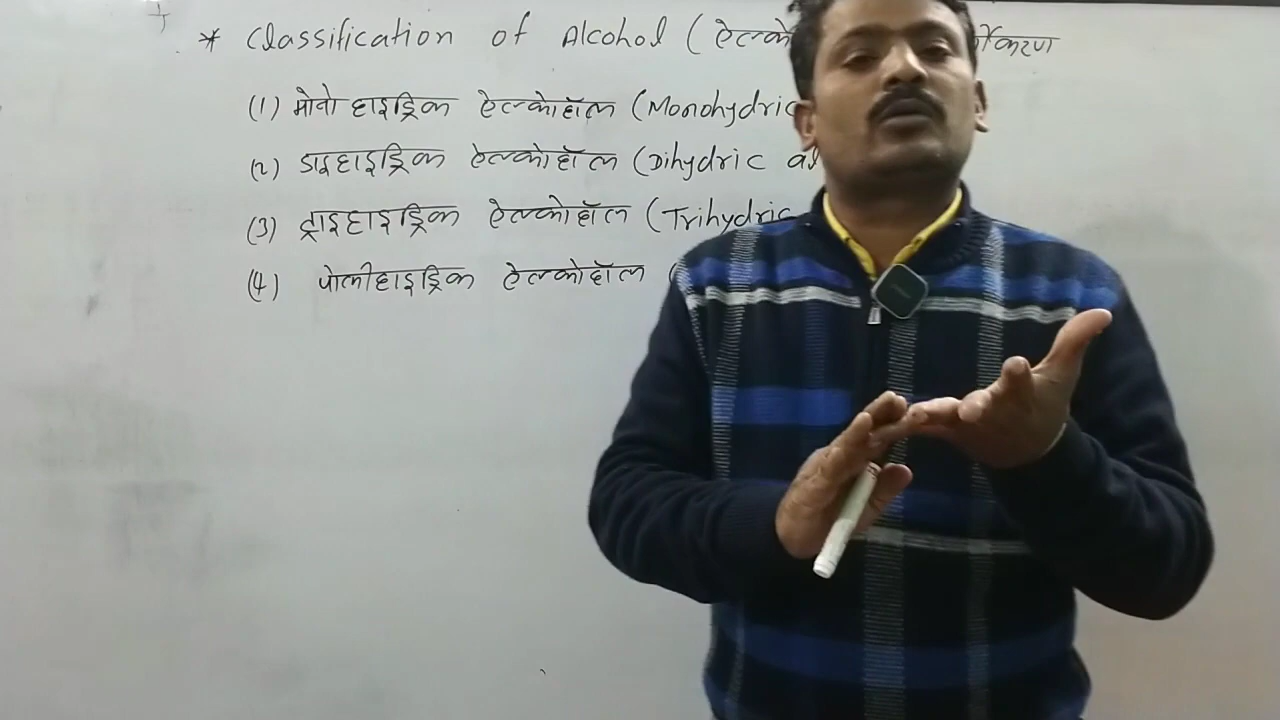 * Classification of Alcohol (
(1) मोनो हाइड्रिक ऐल्कोहॉल (Monohydric
(2) डाइहाइड्रिक ऐल्कोहॉल (Dihydric al
(3) ट्राइहाइड्रिक ऐल्कोहॉल (Trihydric
(4) पोलीहाइड्रिक ऐल्कोहॉल (